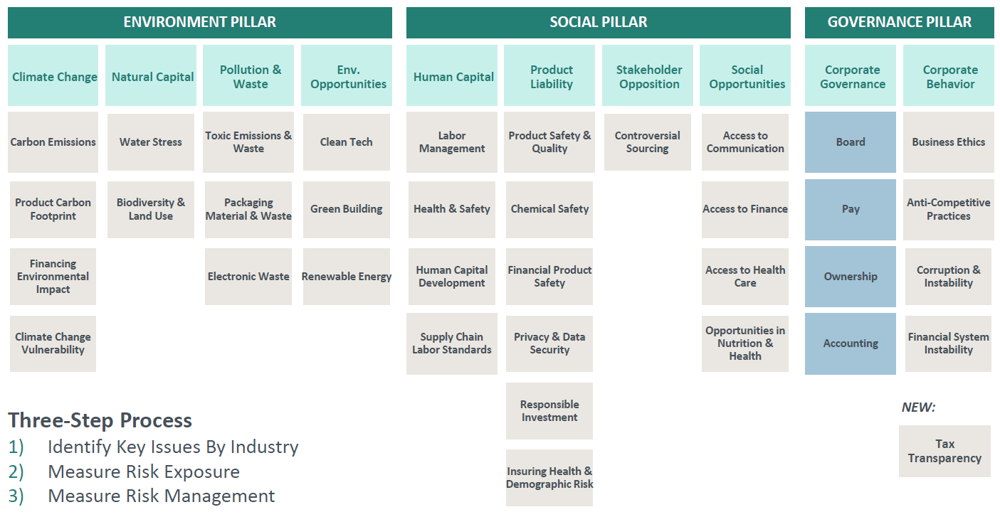 ENVIRONMENT PILLAR
SOCIAL PILLAR
GOVERNANCE PILLAR
Climate Change
Natural Capital
Pollution &
Waste
Env.
Opportunities
Human Capital
Product
Liability
Stakeholder
Opposition
Social
Opportunities
Corporate
Governance
Corporate
Behavior
Carbon Emissions
Water Stress
Toxic Emissions &
Waste
Clean Tech
Labor
Management
Product Safety &
Quality
Controversial
Sourcing
Access to
Communication
Board
Business Ethics
Product Carbon
Footprint
Biodiversity &
Land Use
Packaging
Material & Waste
Green Building
Health & Safety
Chemical Safety
Access to Finance
Pay
Anti-Competitive
Practices
Financing
Environmental
Impact
Electronic Waste
Renewable Energy
Human Capital
Development
Financial Product
Safety
Access to Health
Care
Ownership
Corruption &
Instability
Climate Change
Vulnerability
Supply Chain
Labor Standards
Privacy & Data
Security
Opportunities in
Nutrition &
Health
Accounting
Financial System
Instability
Responsible
Investment
Insuring Health &
Demographic Risk
NEW:
Tax
Transparency
Three-Step Process
1) Identify Key Issues By Industry
2) Measure Risk Exposure
3) Measure Risk Management